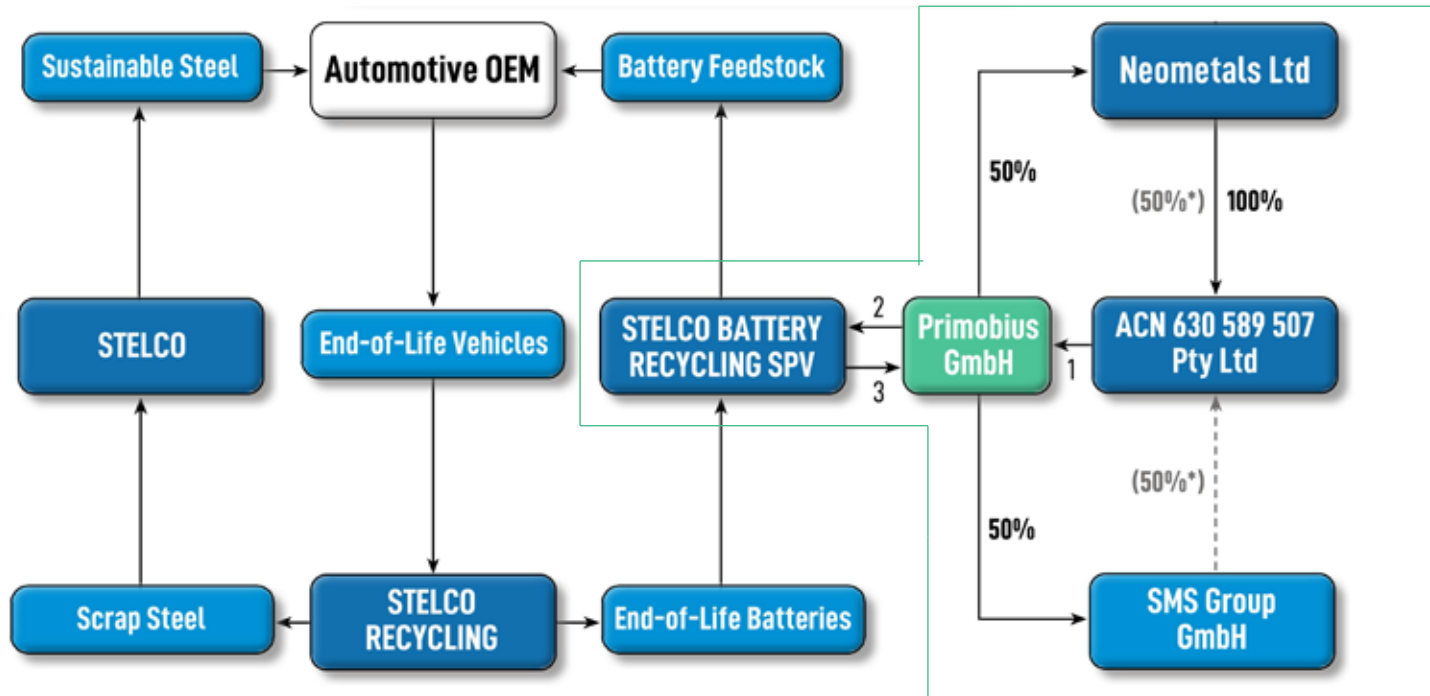 Sustainable Steel
Automotive OEM
Battery Feedstock
Neometals Ltd
50%
(50%*)
100%
STELCO
End-of-Life Vehicles
STELCO BATTERY
RECYCLING SPV
2
3
Primobius
GmbH
1
ACN 630 589 507
Pty Ltd
(50%*)
50%
Scrap Steel
STELCO
RECYCLING
End-of-Life Batteries
SMS Group
GmbH